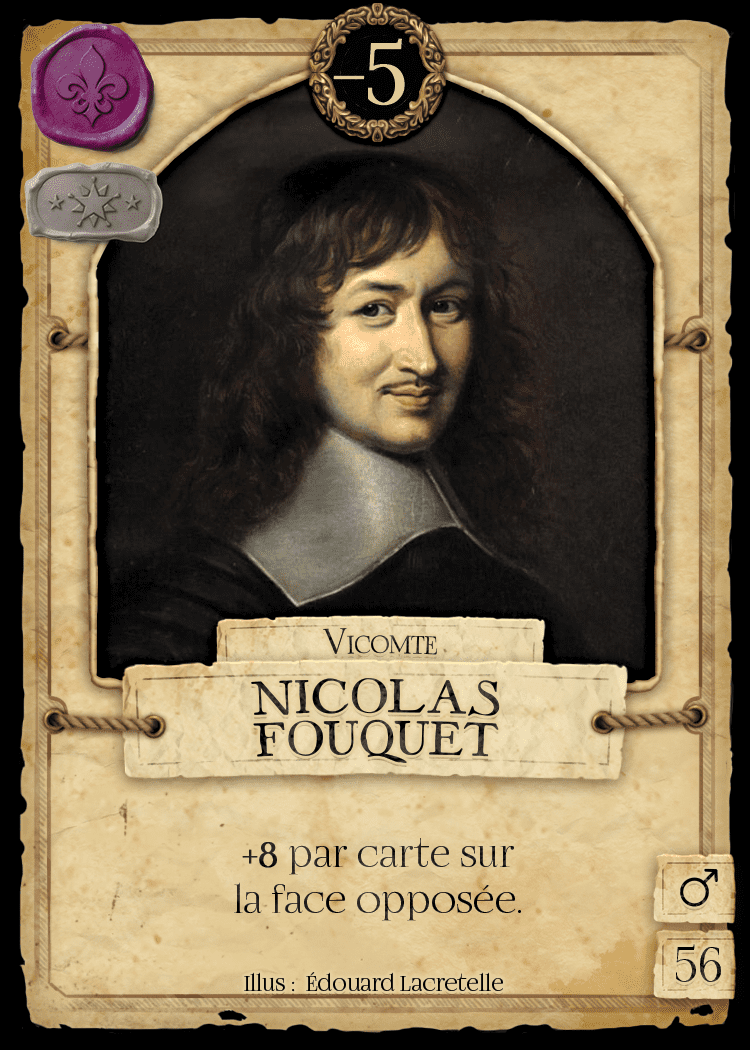 –5
Vicomte
NICOLAS
FOUQUET
+8 par carte sur
la face opposée.
♂
56
Illus : Édouard Lacretelle